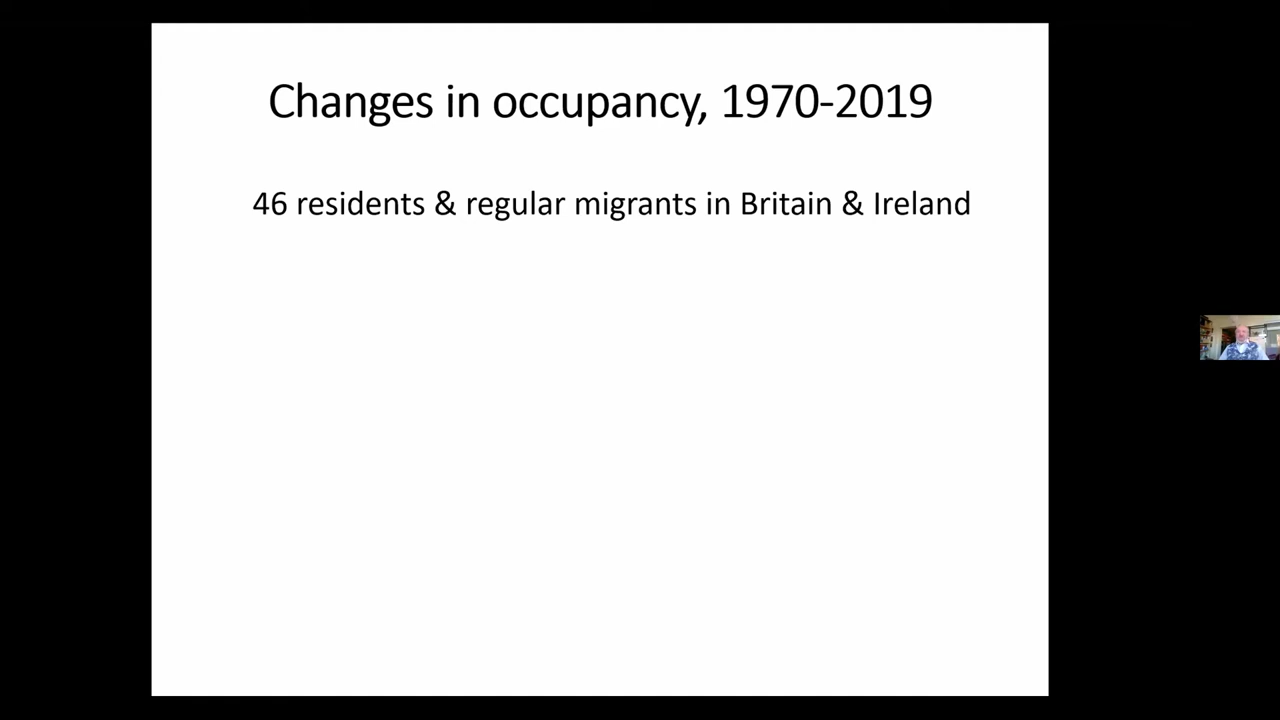 Changes in occupancy, 1970-2019
46 residents & regular migrants in Britain & Ireland